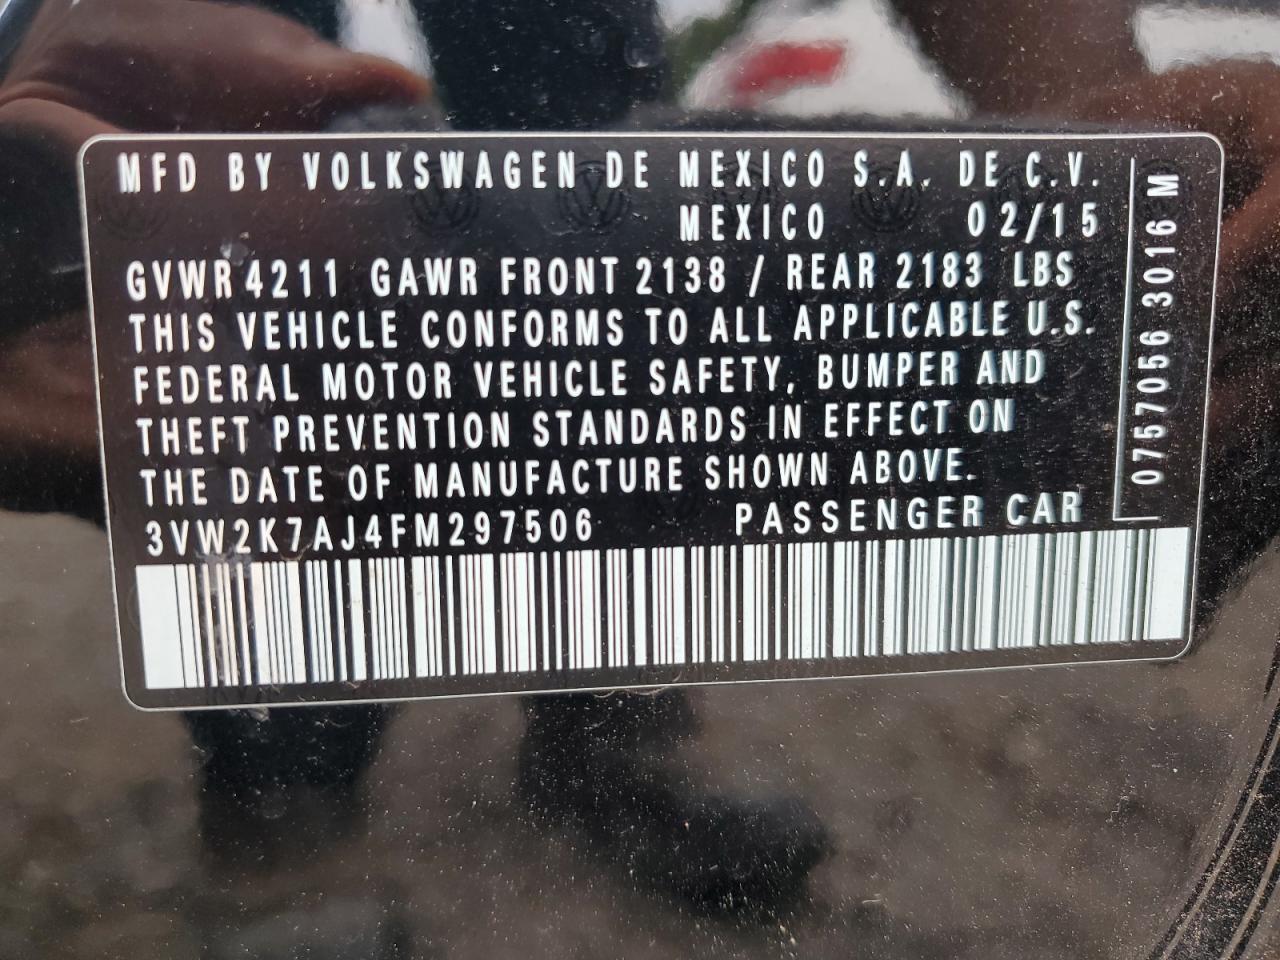 MFD BY VOLKSWAGEN DE MEXICO S.A. DE C.V.
MEXICO 02/15
GVWR 4211 GAWR FRONT 2138 / REAR 2183 LBS
THIS VEHICLE CONFORMS TO ALL APPLICABLE U.S.
FEDERAL MOTOR VEHICLE SAFETY, BUMPER AND
THEFT PREVENTION STANDARDS IN EFFECT ON
THE DATE OF MANUFACTURE SHOWN ABOVE.
3VW2K7AJ4FM297506 PASSENGER CAR
0757056 3016 M